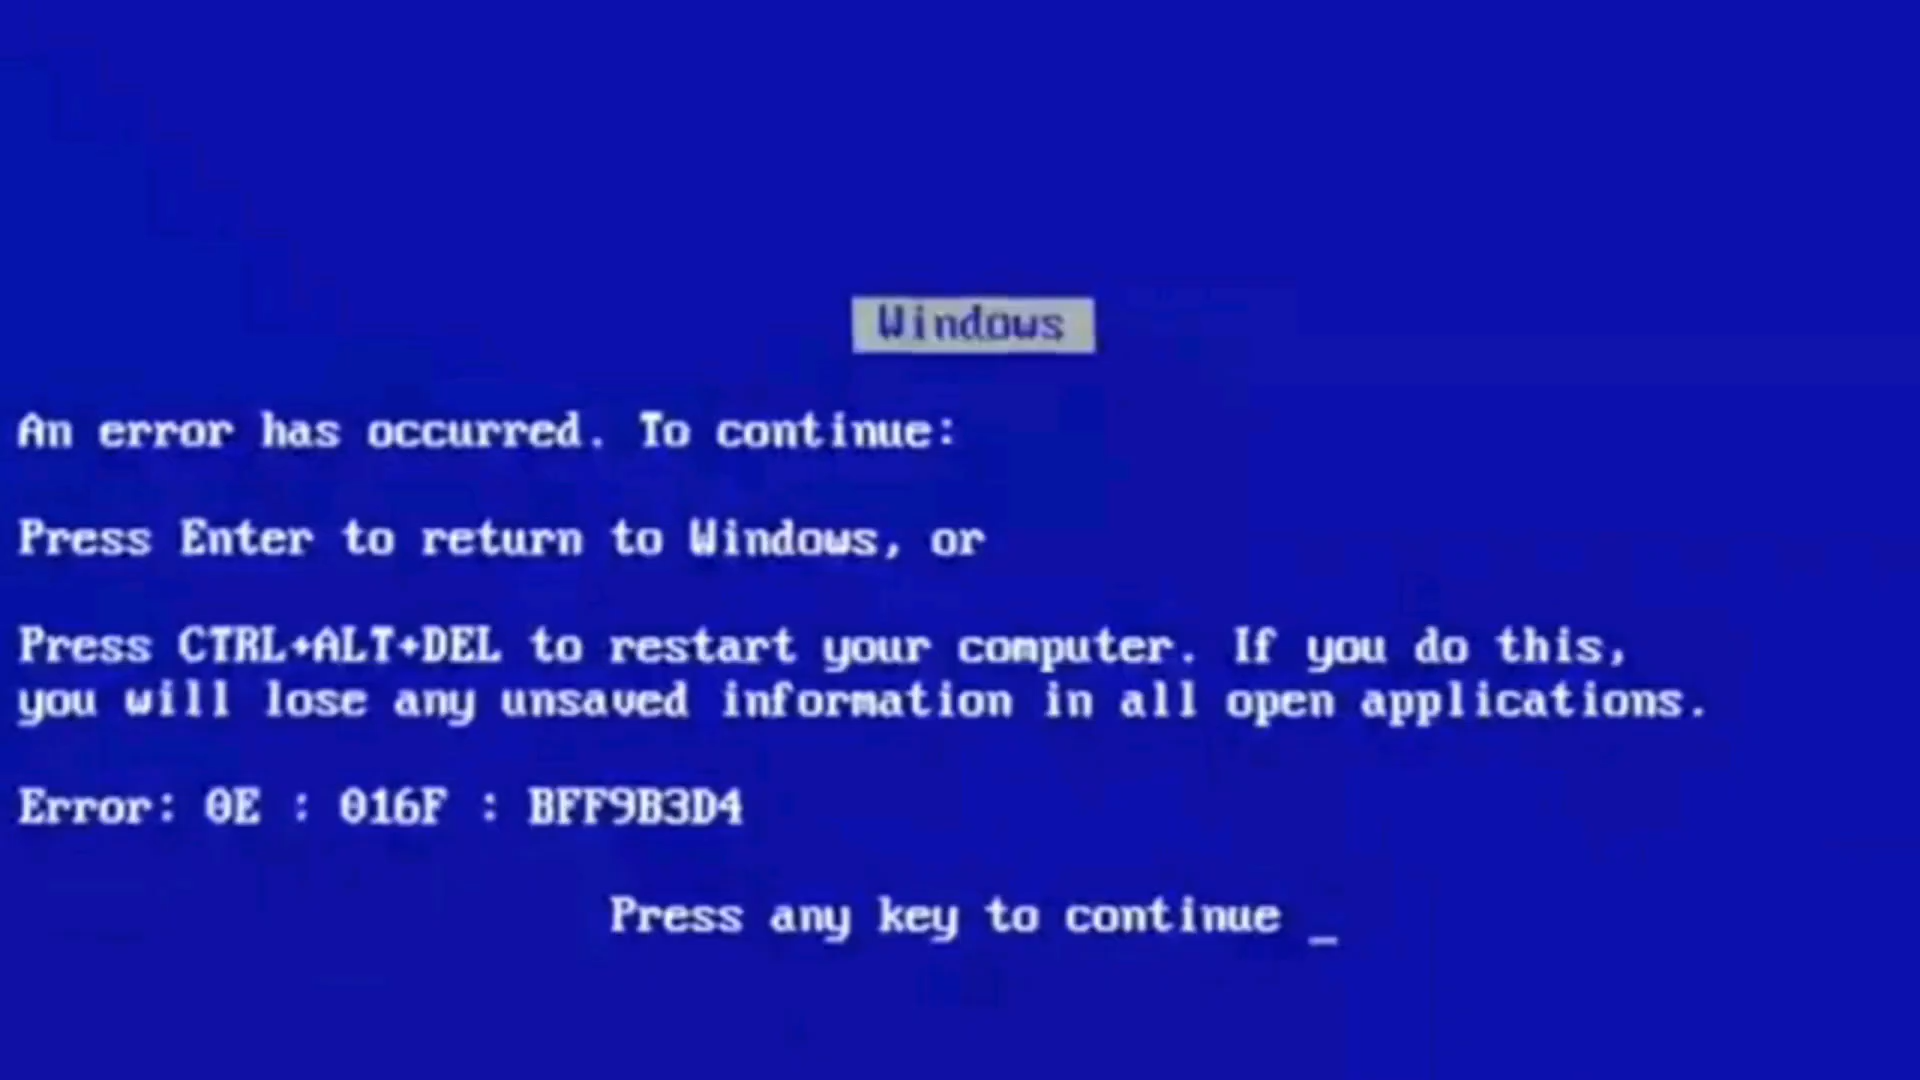 Windows
An error has occurred. To continue:
Press Enter to return to Windows, or
Press CTRL+ALT+DEL to restart your computer. If you do this,
you will lose any unsaved information in all open applications.
Error: 0E : 016F : BFF9B3D4
Press any key to continue _